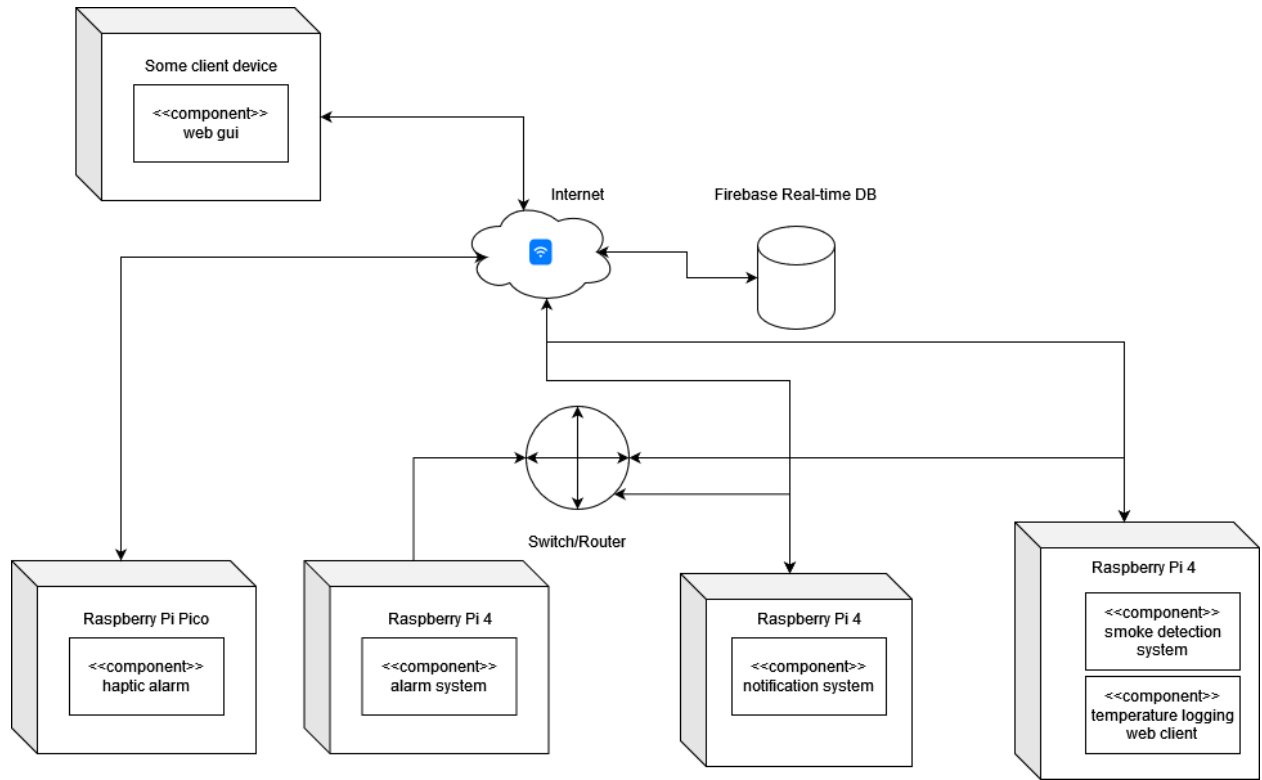 Some client device
<<component>>
web gui
Internet
Firebase Real-time DB
Switch/Router
Raspberry Pi Pico
<<component>>
haptic alarm
Raspberry Pi 4
<<component>>
alarm system
Raspberry Pi 4
<<component>>
notification system
Raspberry Pi 4
<<component>>
smoke detection
system
<<component>>
temperature logging
web client